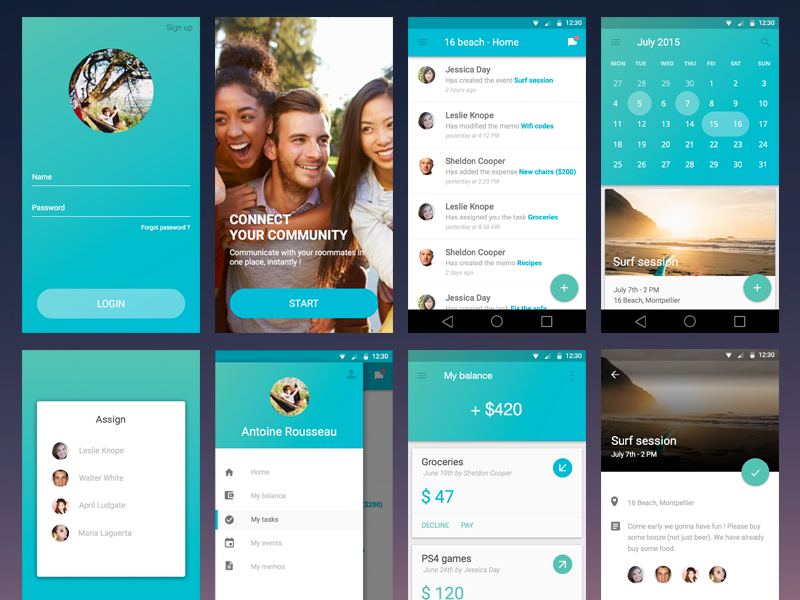 Sign up
Name
Password
Forgot password ?
LOGIN
CONNECT
YOUR COMMUNITY
Communicate with your roommates in
one place, instantly !
START
12:30
16 beach - Home
Jessica Day
Has created the event Surf session
2 hours ago
Leslie Knope
Has modified the memo Wifi codes
yesterday at 4:12 PM
Sheldon Cooper
Has added the expense New chairs ($200)
yesterday at 2:23 PM
Leslie Knope
Has assigned you the task Groceries
yesterday at 8:58 AM
Sheldon Cooper
Has created the memo Recipes
2 days ago
Jessica Day
Has created the task Fix the sofa
+
12:30
July 2015
MON TUE WED THU FRI SAT SUN
27 28 29 30 1 2 3
4 5 6 7 8 9 10
11 12 13 14 15 16 17
18 19 20 21 22 23 24
25 26 27 28 29 30 31
Surf session
July 7th - 2 PM
16 Beach, Montpellier
+
Assign
Leslie Knope
Walter White
April Ludgate
Maria Laguerta
12:30
Antoine Rousseau
Home
My balance
My tasks
My events
My memos
($200)
12:30
My balance
+ $420
Groceries
June 19th by Sheldon Cooper
$ 47
DECLINE PAY
PS4 games
June 24th by Jessica Day
$ 120
12:30
Surf session
July 7th - 2 PM
16 Beach, Montpellier
Come early we gonna have fun ! Please buy
some booze (not just beer). We have already
buy some food.